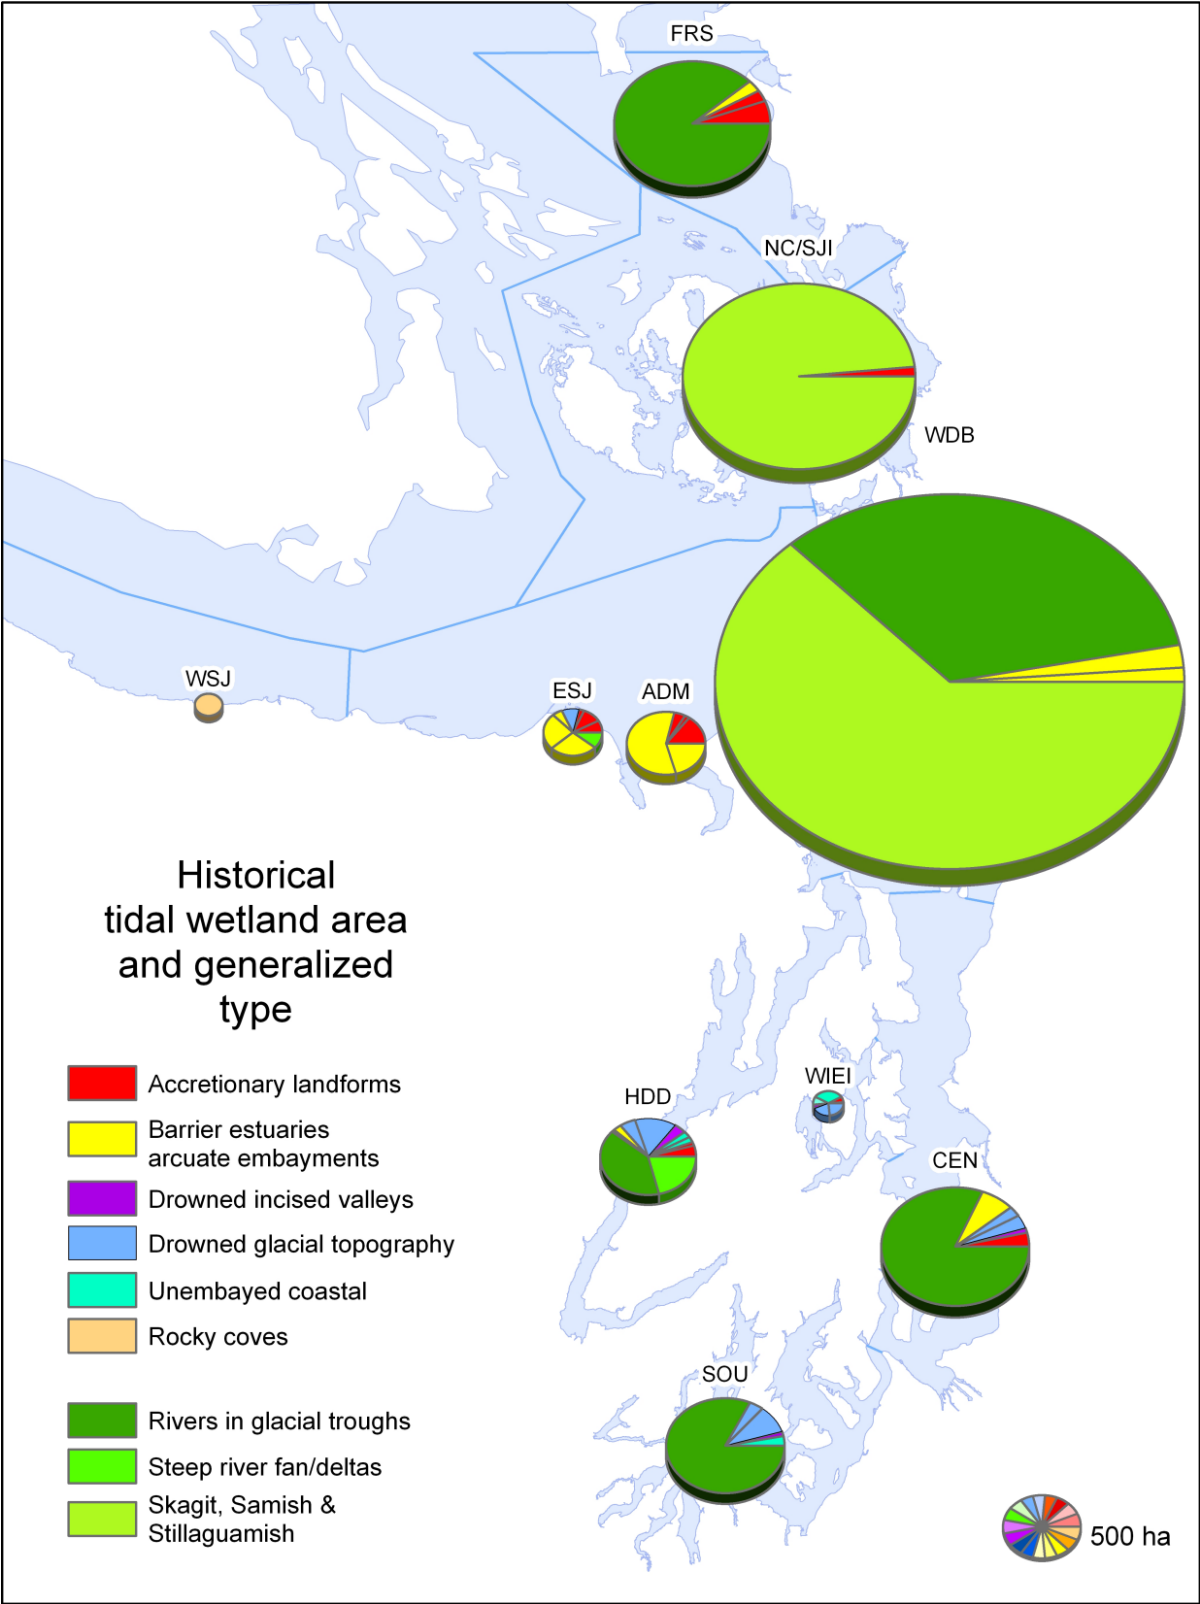 FRS
NC/SJI
WDB
WSJ
ESJ
ADM
Historical
tidal wetland area
and generalized
type
Accretionary landforms
Barrier estuaries
arcuate embayments
Drowned incised valleys
Drowned glacial topography
Unembayed coastal
Rocky coves
Rivers in glacial troughs
Steep river fan/deltas
Skagit, Samish &
Stillaguamish
HDD
WIEI
CEN
SOU
500 ha